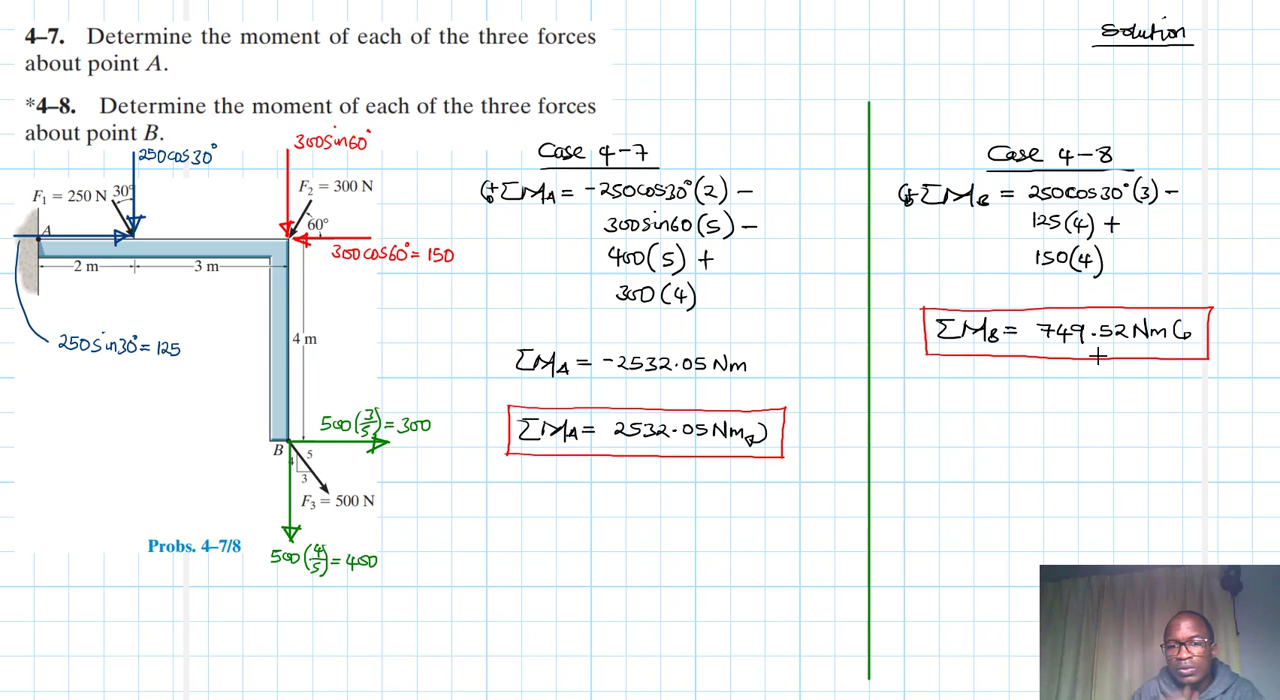 4–7. Determine the moment of each of the three forces
about point A.
*4–8. Determine the moment of each of the three forces
about point B.
Solution
250cos30°
300sin60°
F₁ = 250 N
30°
F₂ = 300 N
60°
A
300cos60° = 150
2 m
3 m
250sin30° = 125
4 m
500(3/5) = 300
B
5
4
3
F₃ = 500 N
500(4/5) = 400
Probs. 4–7/8
Case 4-7
+ΣMA = -250cos30°(2) -
300sin60(5) -
400(5) +
300(4)
ΣMA = -2532.05 Nm
ΣMA = 2532.05 Nm
Case 4-8
+ΣMB = 250cos30°(3) -
125(4) +
150(4)
ΣMB = 749.52 Nm